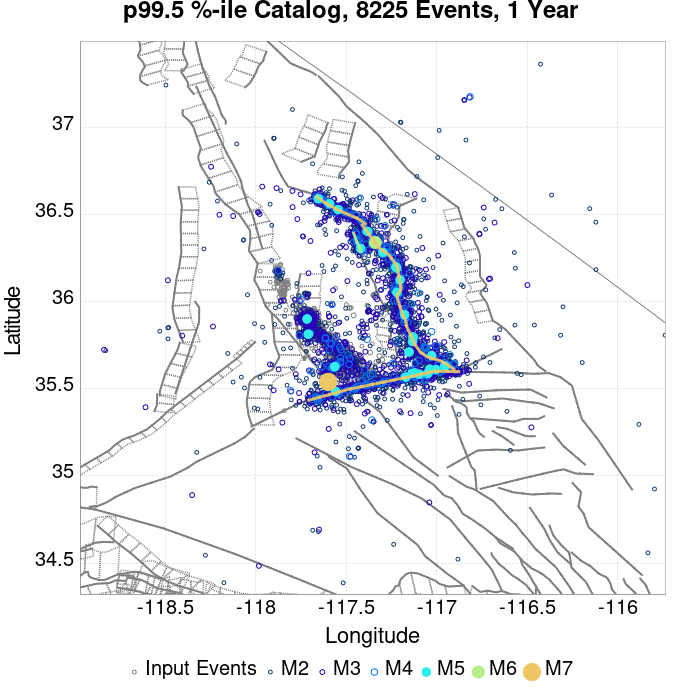 p99.5 %-ile Catalog, 8225 Events, 1 Year
37
36.5
36
35.5
35
34.5
Latitude
-118.5 -118 -117.5 -117 -116.5 -116
Longitude
Input Events M2 M3 M4 M5 M6 M7